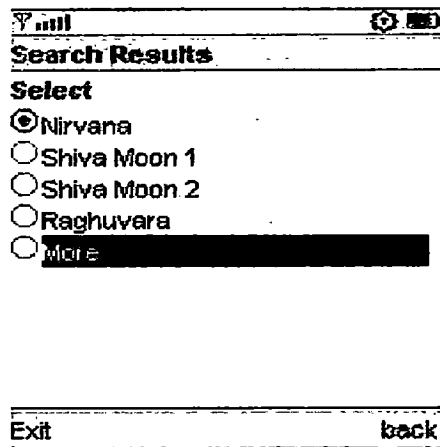 Search Results
Select
Nirvana
Shiva Moon 1
Shiva Moon 2
Raghuvara
More
Exit back